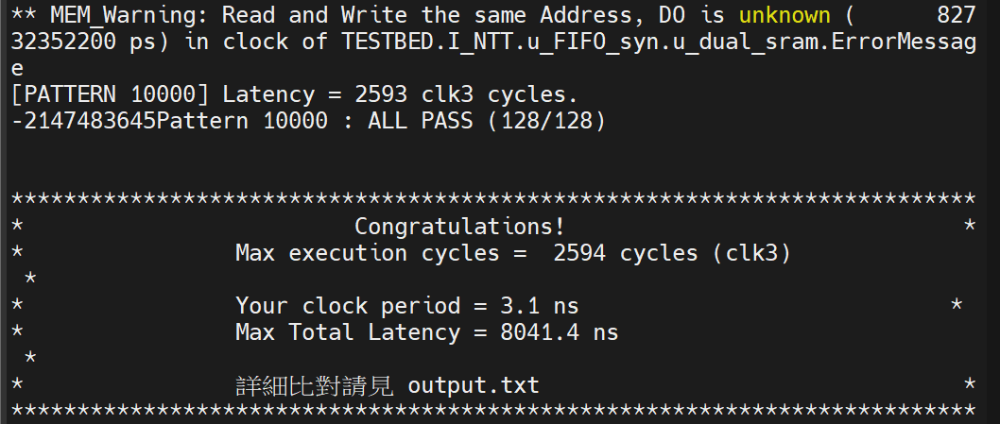 ** MEM_Warning: Read and Write the same Address, DO is unknown (      827
32352200 ps) in clock of TESTBED.I_NTT.u_FIFO_syn.u_dual_sram.ErrorMessag
e
[PATTERN 10000] Latency = 2593 clk3 cycles.
-2147483645Pattern 10000 : ALL PASS (128/128)
*************************************************************************
*                         Congratulations!                              *
*                Max execution cycles =  2594 cycles (clk3)
 *
*                Your clock period = 3.1 ns                            *
*                Max Total Latency = 8041.4 ns
 *
*                詳細比對請見 output.txt                                *
*************************************************************************